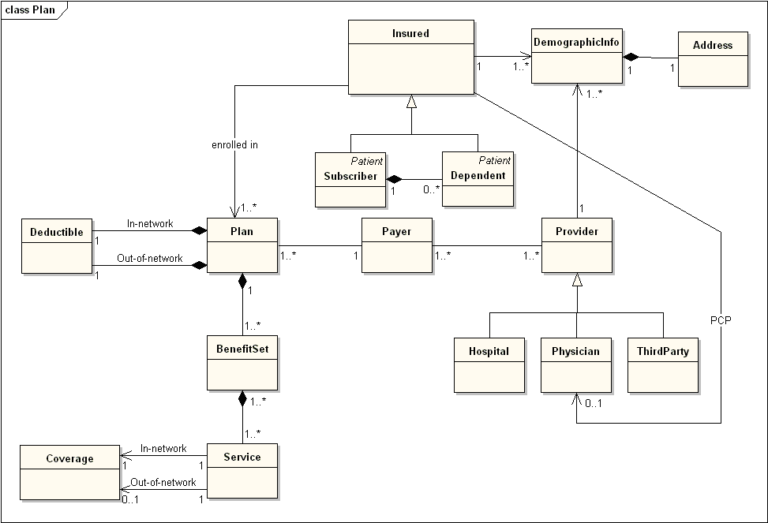 class Plan
Insured
DemographicInfo
Address
1
1..*
1
1
1..*
enrolled in
Patient
Subscriber
Patient
Dependent
1
0..*
1..*
1
Deductible
In-network
1
Out-of-network
1
Plan
Payer
Provider
1..*
1
1..*
1..*
1
1..*
PCP
BenefitSet
Hospital
Physician
ThirdParty
1..*
0..1
1..*
Coverage
In-network
1
1
Out-of-network
0..1
1
Service